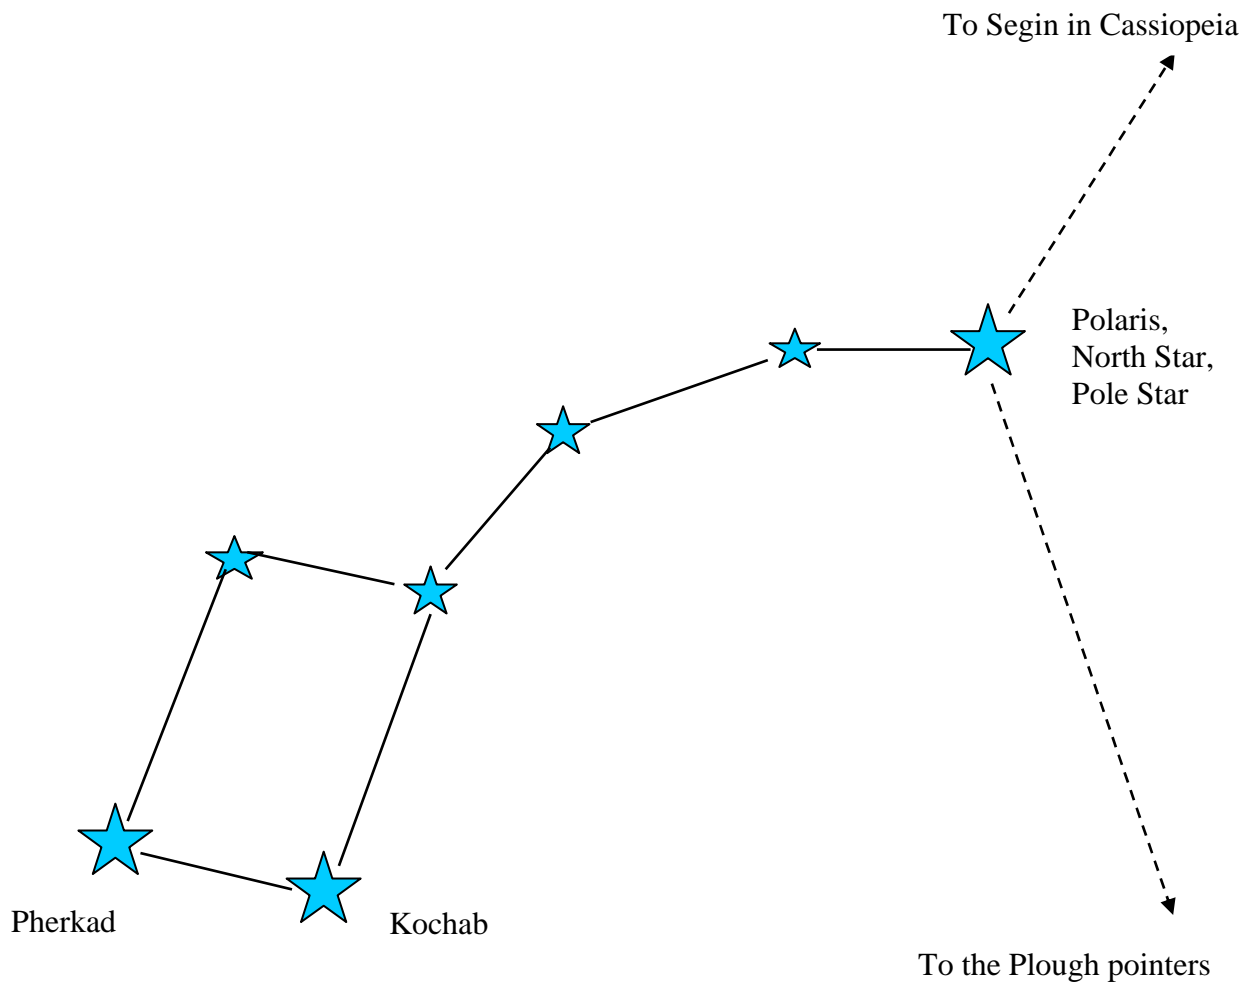 To Segin in Cassiopeia
Polaris,
North Star,
Pole Star
Pherkad
Kochab
To the Plough pointers